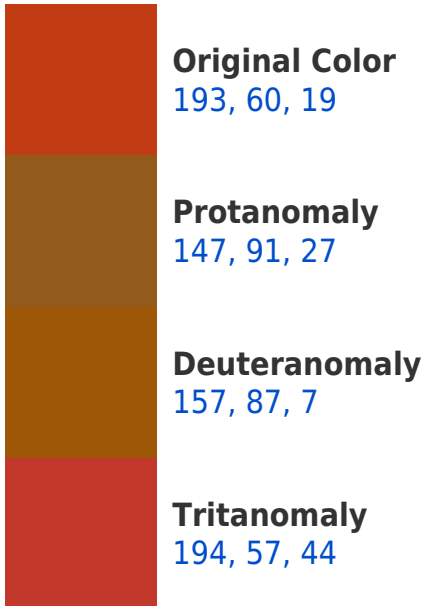 Original Color
193, 60, 19
Protanomaly
147, 91, 27
Deuteranomaly
157, 87, 7
Tritanomaly
194, 57, 44